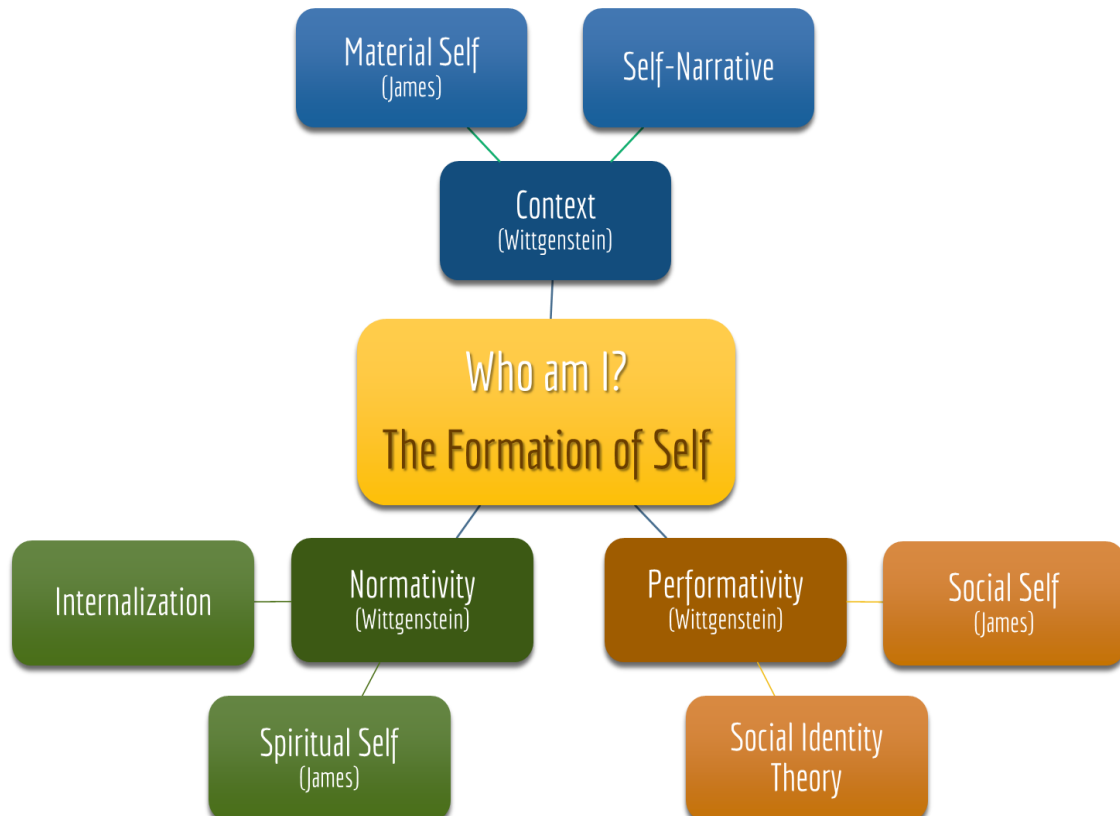 Material Self
(James)
Self-Narrative
Context
(Wittgenstein)
Who am I?
The Formation of Self
Internalization
Normativity
(Wittgenstein)
Performativity
(Wittgenstein)
Social Self
(James)
Spiritual Self
(James)
Social Identity
Theory